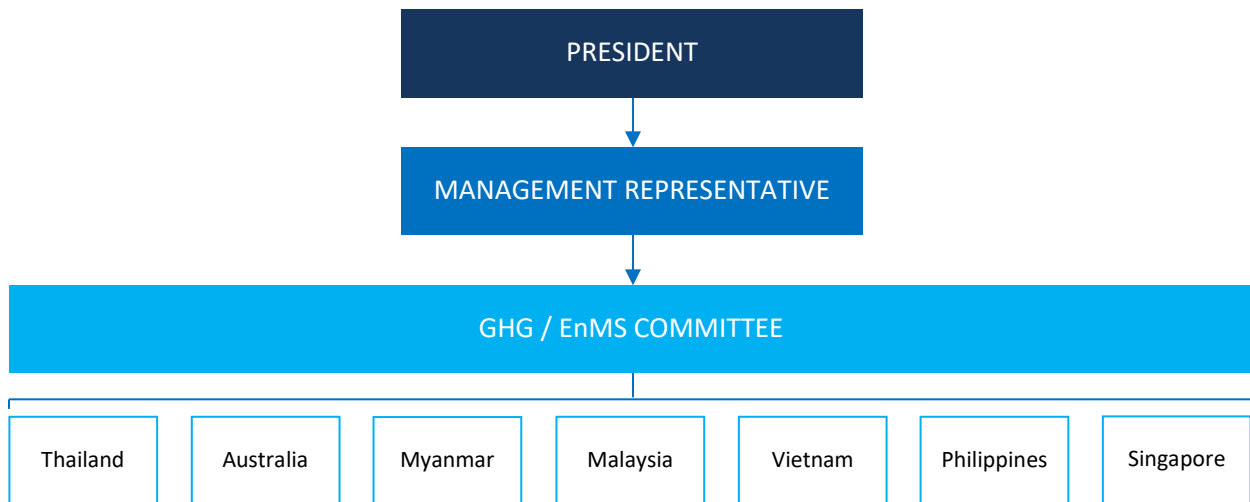 PRESIDENT
MANAGEMENT REPRESENTATIVE
GHG / EnMS COMMITTEE
Thailand
Australia
Myanmar
Malaysia
Vietnam
Philippines
Singapore